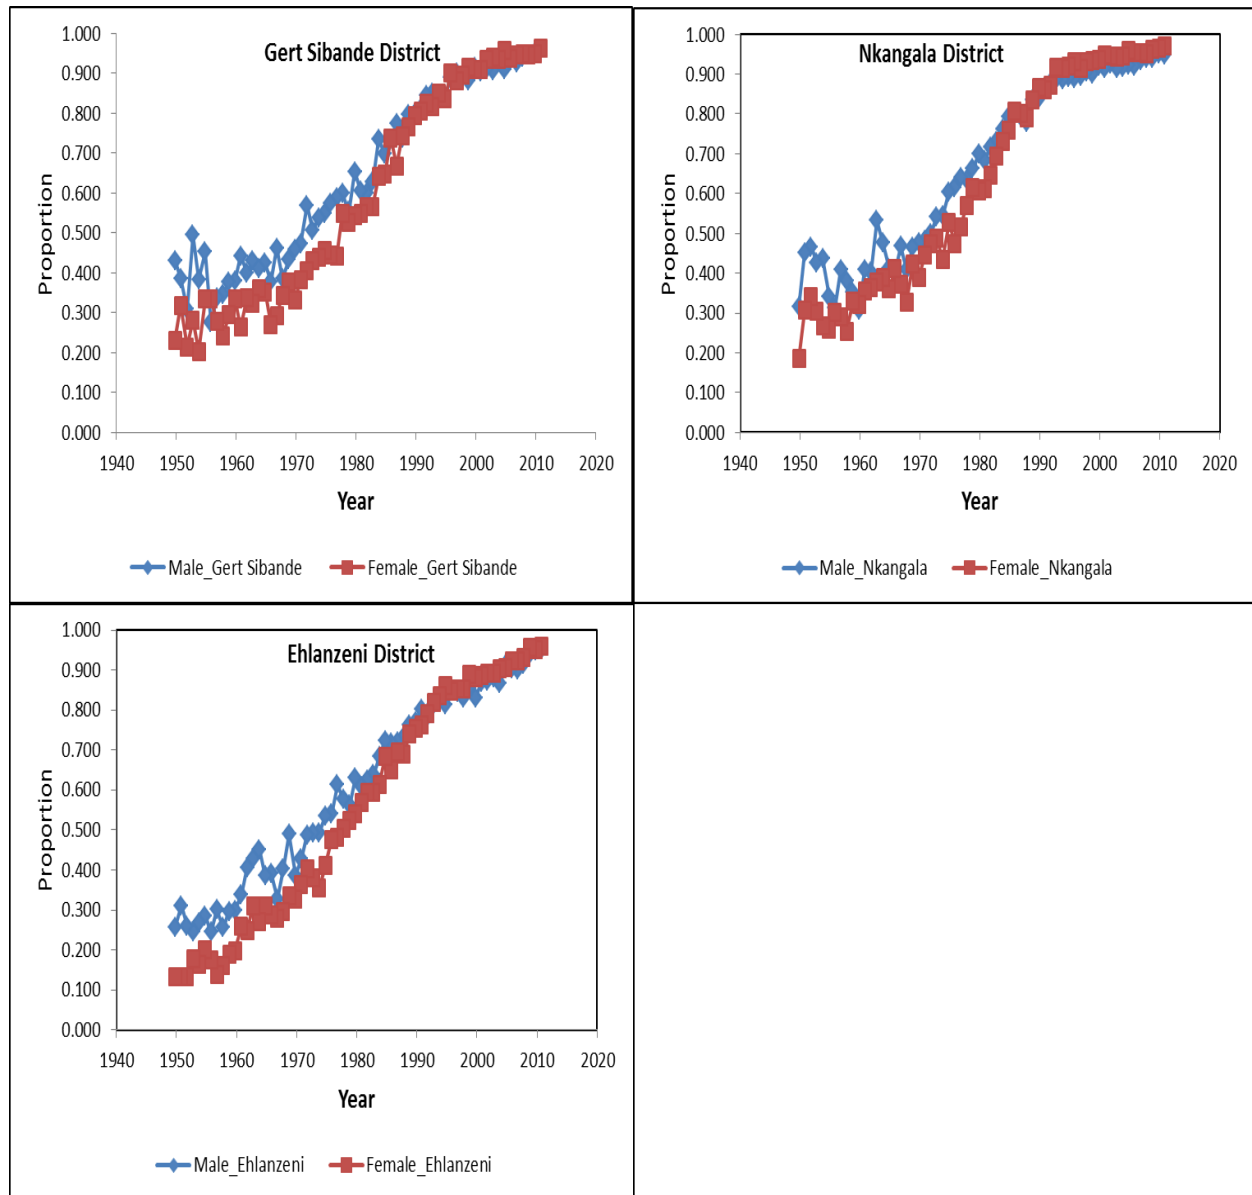 Gert Sibande District
1.000
0.900
0.800
0.700
0.600
0.500
0.400
0.300
0.200
0.100
0.000
Proportion
1940 1950 1960 1970 1980 1990 2000 2010 2020
Year
Male_Gert Sibande Female_Gert Sibande
Nkangala District
1.000
0.900
0.800
0.700
0.600
0.500
0.400
0.300
0.200
0.100
0.000
Proportion
1940 1950 1960 1970 1980 1990 2000 2010 2020
Year
Male_Nkangala Female_Nkangala
Ehlanzeni District
1.000
0.900
0.800
0.700
0.600
0.500
0.400
0.300
0.200
0.100
0.000
Proportion
1940 1950 1960 1970 1980 1990 2000 2010 2020
Year
Male_Ehlanzeni Female_Ehlanzeni